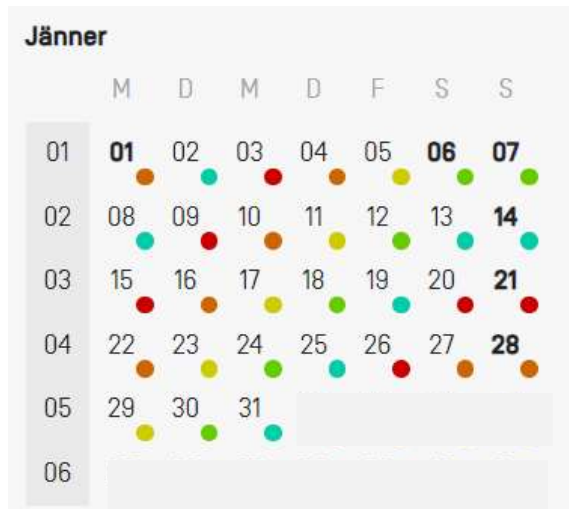 Jänner
M D M D F S S
01 01 02 03 04 05 06 07
02 08 09 10 11 12 13 14
03 15 16 17 18 19 20 21
04 22 23 24 25 26 27 28
05 29 30 31
06